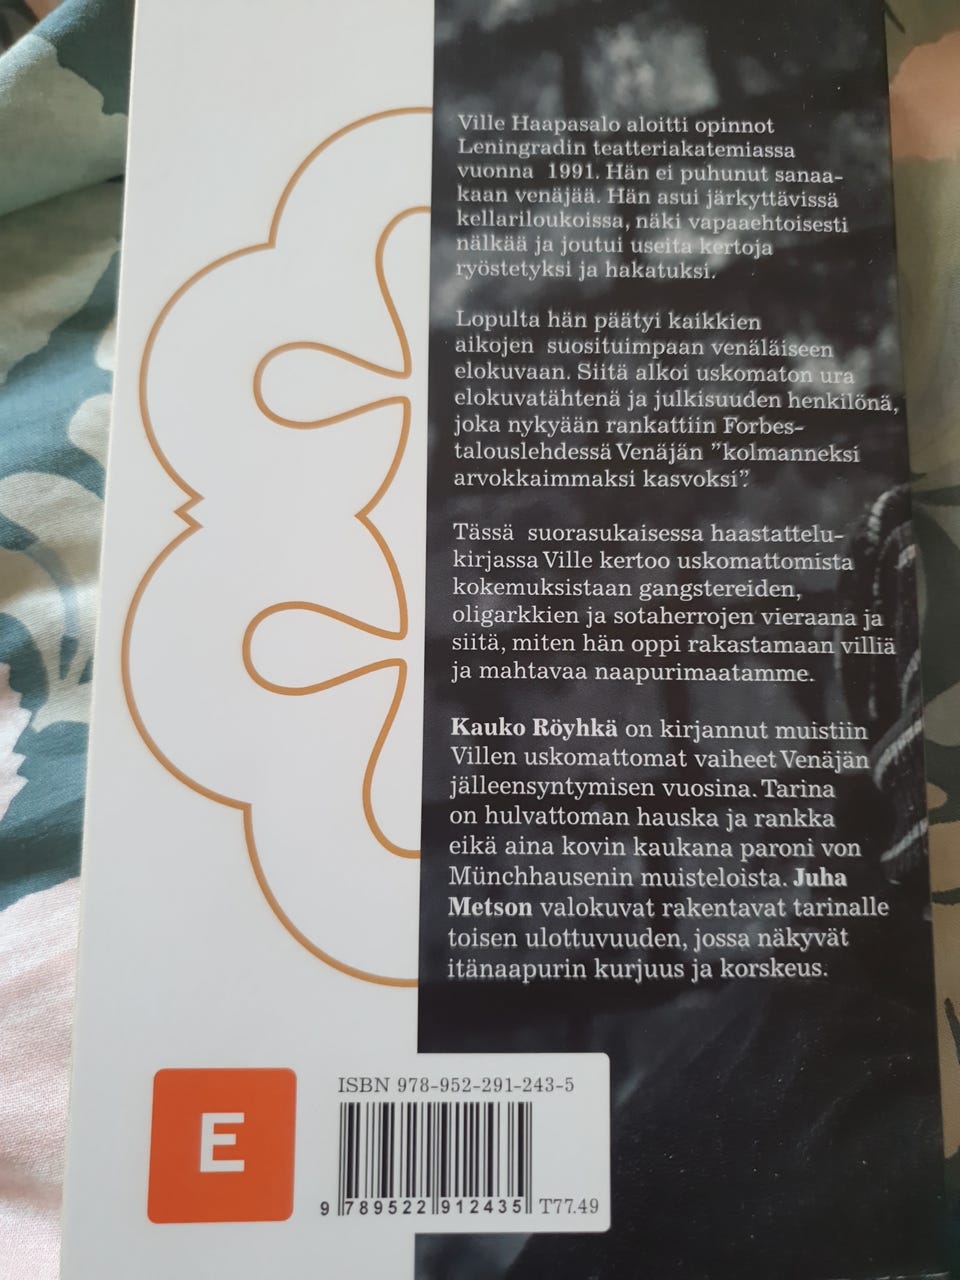 Ville Haapasalo aloitti opinnot
Leningradin teatteriakatemiassa
vuonna 1991. Hän ei puhunut sanaa-
kaan venäjää. Hän asui järkyttävissä
kellariloukoissa, näki vapaaehtoisesti
nälkää ja joutui useita kertoja
ryöstetyksi ja hakatuksi.
Lopulta hän päätyi kaikkien
aikojen suosituimpaan venäläiseen
elokuvaan. Siitä alkoi uskomaton ura
elokuvatähtenä ja julkisuuden henkilönä,
joka nykyään rankattiin Forbes-
talouslehdessä Venäjän ”kolmanneksi
arvokkaimmaksi kasvoksi”.
Tässä suorasukaisessa haastattelu-
kirjassa Ville kertoo uskomattomista
kokemuksistaan gangstereiden,
oligarkkien ja sotaherrojen vieraana ja
siitä, miten hän oppi rakastamaan villiä
ja mahtavaa naapurimaatamme.
Kauko Röyhkä on kirjannut muistiin
Villen uskomattomat vaiheet Venäjän
jälleensyntymisen vuosina. Tarina
on hulvattoman hauska ja rankka
eikä aina kovin kaukana paroni von
Münchhausenin muisteloista. Juha
Metson valokuvat rakentavat tarinalle
toisen ulottuvuuden, jossa näkyvät
itänaapurin kurjuus ja korskeus.
E
ISBN 978-952-291-243-5
9 789522 912435 T77.49